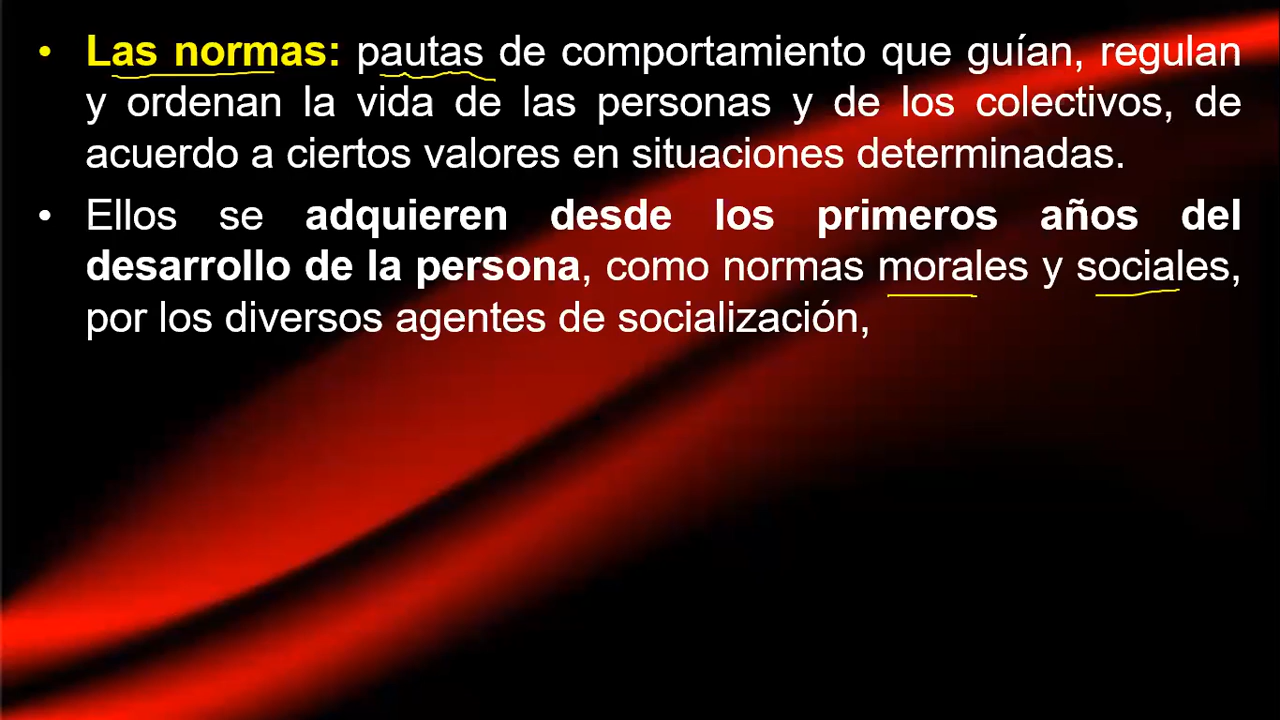 • Las normas: pautas de comportamiento que guían, regulan
y ordenan la vida de las personas y de los colectivos, de
acuerdo a ciertos valores en situaciones determinadas.
• Ellos se adquieren desde los primeros años del
desarrollo de la persona, como normas morales y sociales,
por los diversos agentes de socialización,